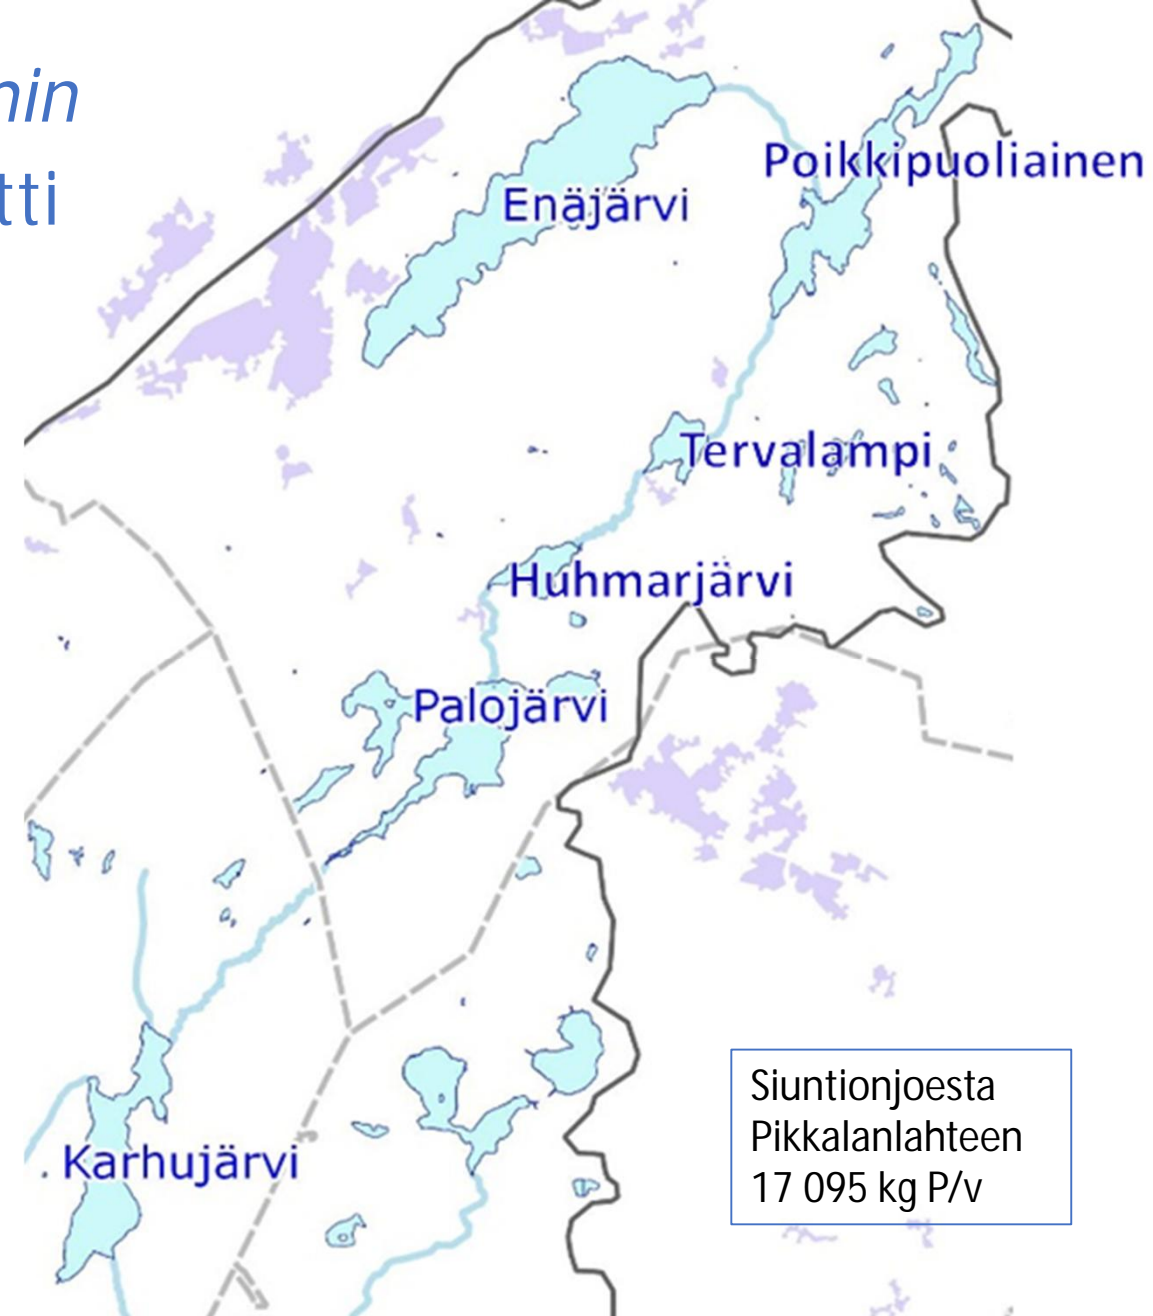 Poikkipuoliainen
Enäjärvi
Tervalampi
Huhmarjärvi
Palojärvi
Karhujärvi
Siuntionjoesta
Pikkalanlahteen
17 095 kg P/v